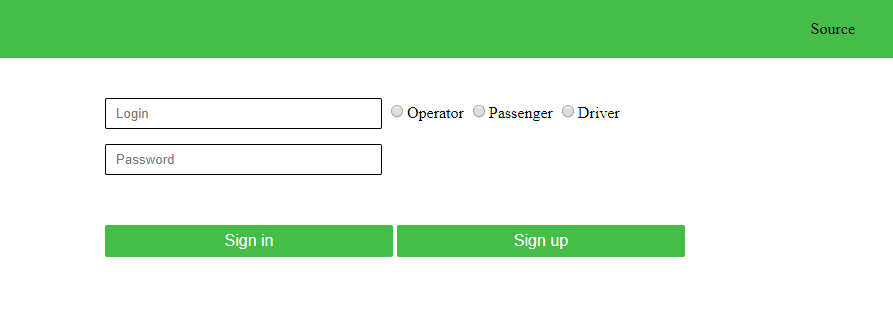 Source
Login Operator Passenger Driver
Password
Sign in Sign up